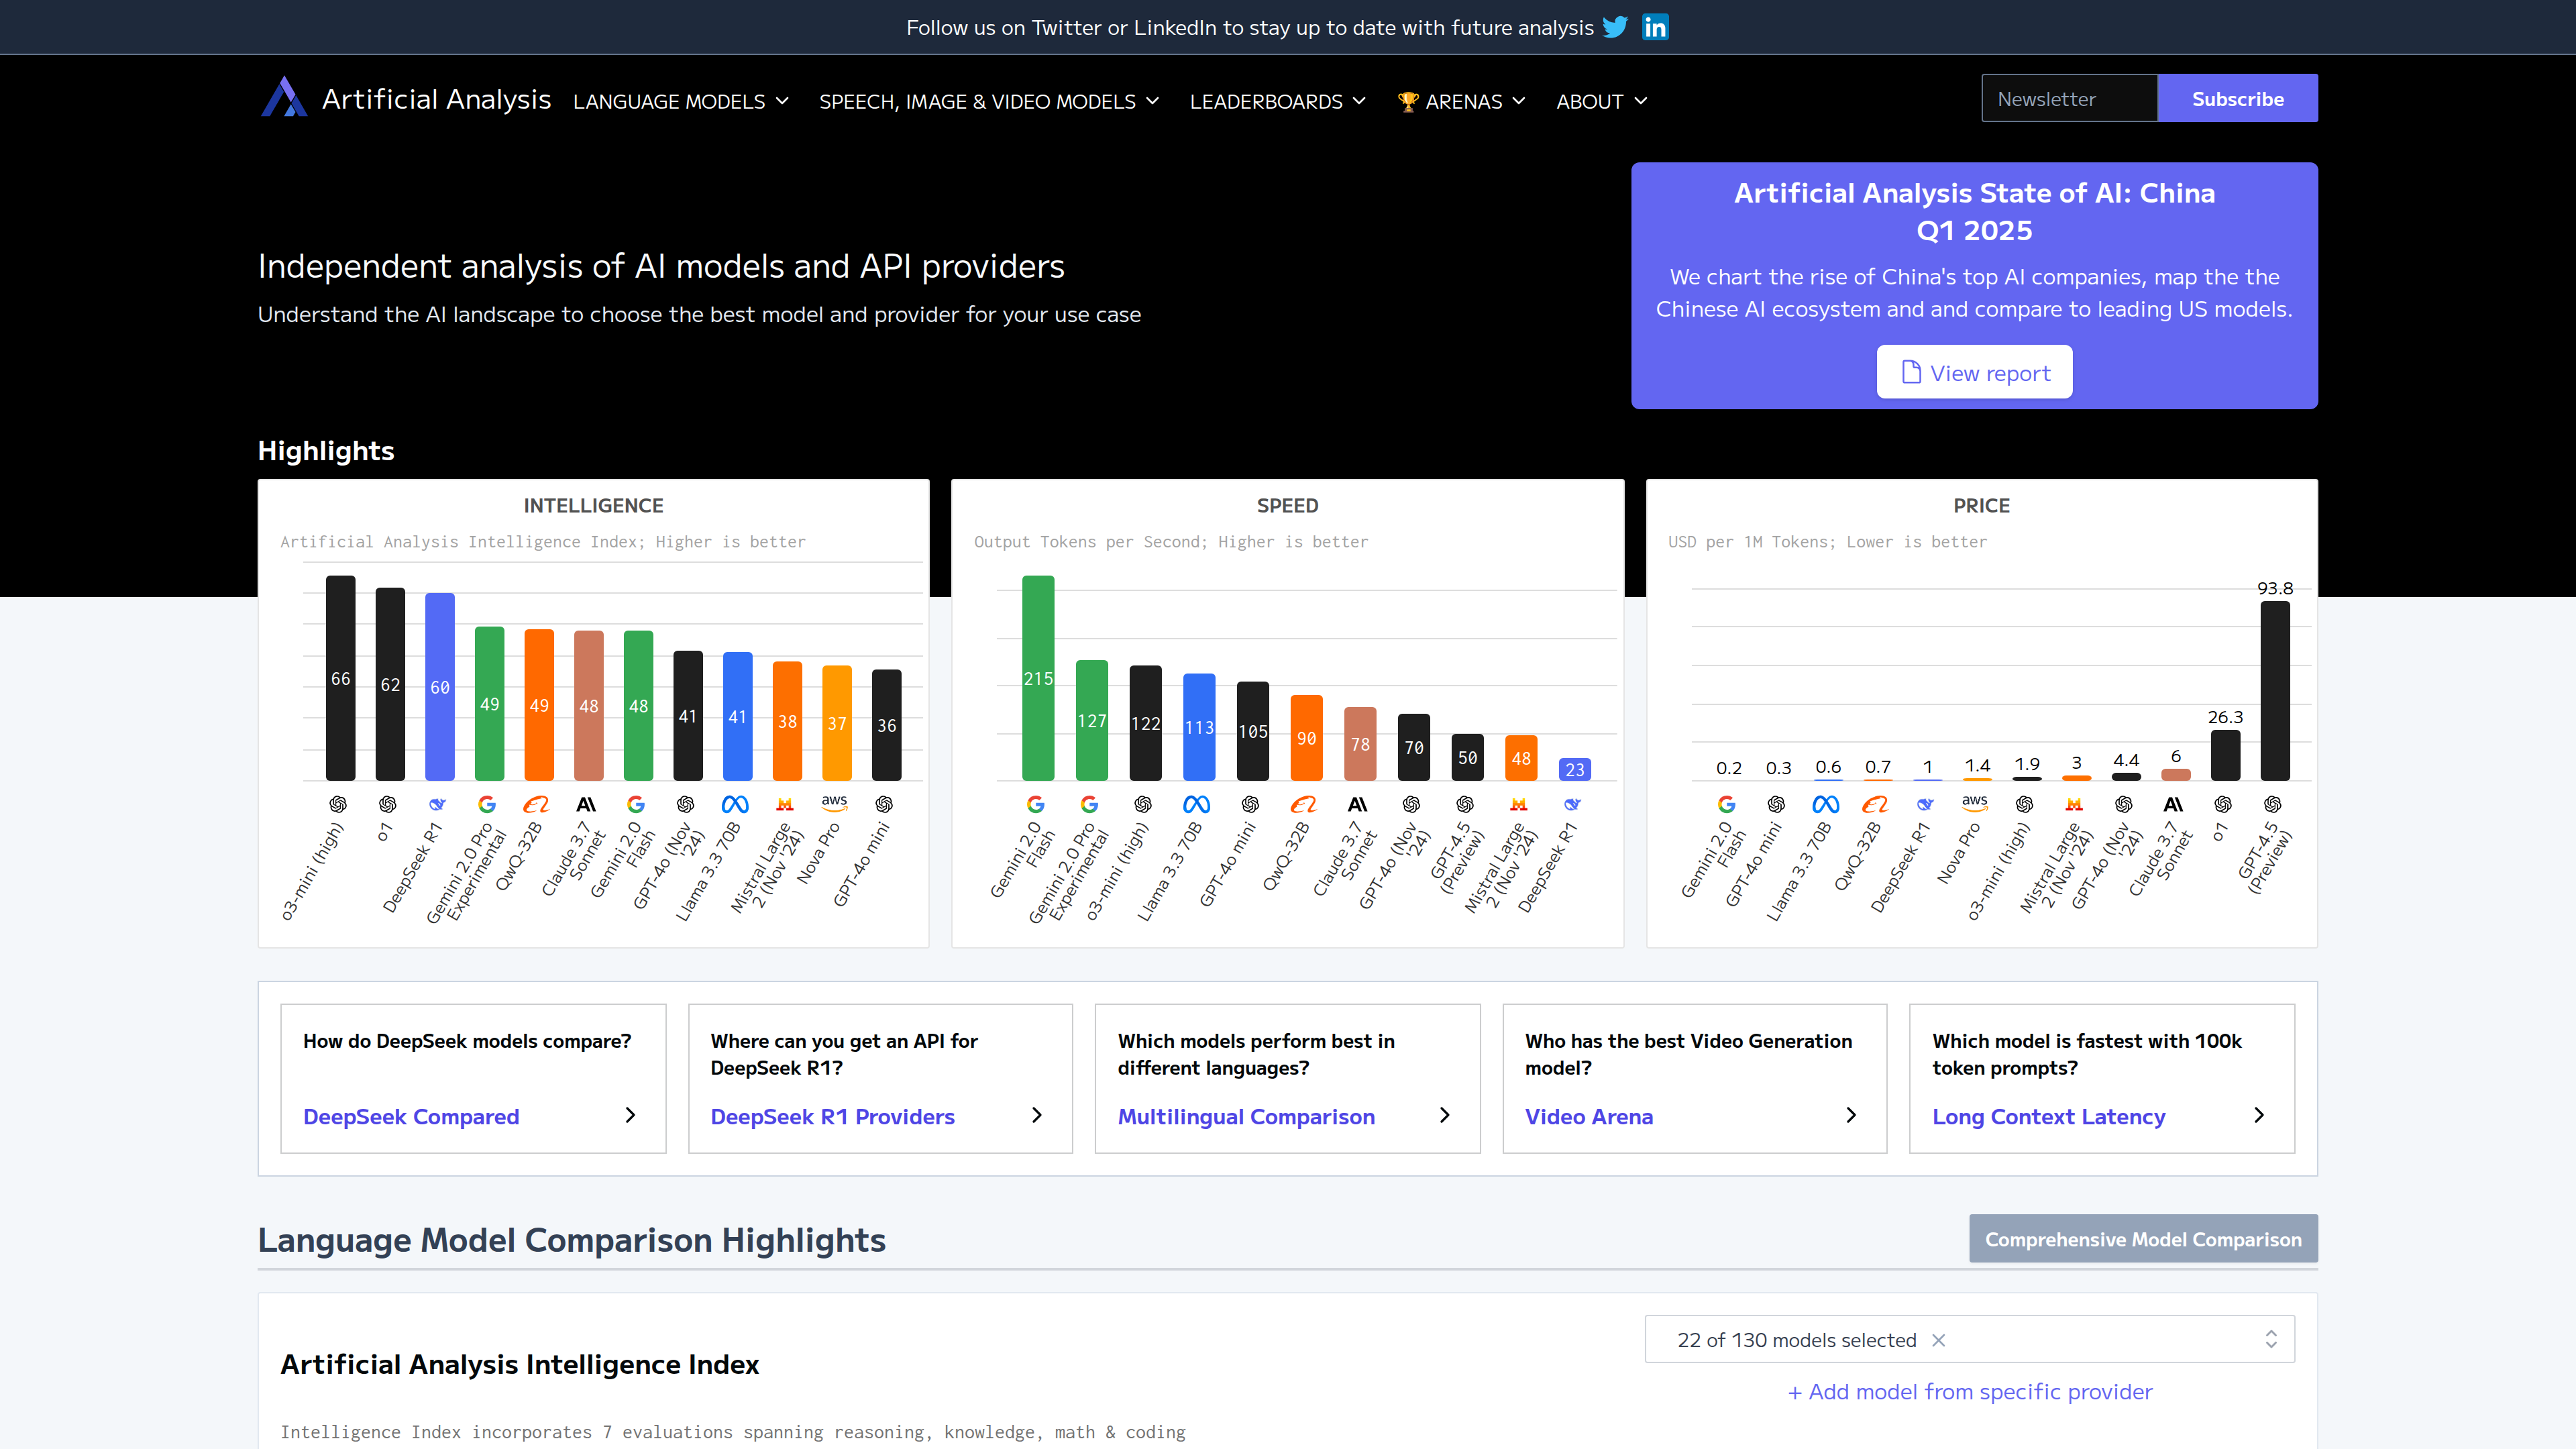 Follow us on Twitter or LinkedIn to stay up to date with future analysis
Artificial Analysis
LANGUAGE MODELS
SPEECH, IMAGE & VIDEO MODELS
LEADERBOARDS
🏆 ARENAS
ABOUT
Newsletter
Subscribe
Independent analysis of AI models and API providers
Understand the AI landscape to choose the best model and provider for your use case
Artificial Analysis State of AI: China
Q1 2025
We chart the rise of China's top AI companies, map the the
Chinese AI ecosystem and and compare to leading US models.
View report
Highlights
INTELLIGENCE
Artificial Analysis Intelligence Index; Higher is better
66
62
60
49
49
48
48
41
41
38
37
36
aws
o3-mini (high)
o1
DeepSeek R1
Gemini 2.0 Pro
Experimental
QwQ-32B
Claude 3.7
Sonnet
Gemini 2.0
Flash
GPT-4o (Nov
'24)
Llama 3.3 70B
Mistral Large
2 (Nov '24)
Nova Pro
GPT-4o mini
SPEED
Output Tokens per Second; Higher is better
215
127
122
113
105
90
78
70
50
48
23
Gemini 2.0
Flash
Gemini 2.0 Pro
Experimental
o3-mini (high)
Llama 3.3 70B
GPT-4o mini
QwQ-32B
Claude 3.7
Sonnet
GPT-4o (Nov
'24)
GPT-4.5
(Preview)
Mistral Large
2 (Nov '24)
DeepSeek R1
PRICE
USD per 1M Tokens; Lower is better
0.2
0.3
0.6
0.7
1
1.4
1.9
3
4.4
6
26.3
93.8
aws
Gemini 2.0
Flash
GPT-4o mini
Llama 3.3 70B
QwQ-32B
DeepSeek R1
Nova Pro
o3-mini (high)
Mistral Large
2 (Nov '24)
GPT-4o (Nov
'24)
Claude 3.7
Sonnet
o1
GPT-4.5
(Preview)
How do DeepSeek models compare?
DeepSeek Compared
Where can you get an API for
DeepSeek R1?
DeepSeek R1 Providers
Which models perform best in
different languages?
Multilingual Comparison
Who has the best Video Generation
model?
Video Arena
Which model is fastest with 100k
token prompts?
Long Context Latency
Language Model Comparison Highlights
Comprehensive Model Comparison
22 of 130 models selected
Artificial Analysis Intelligence Index
+ Add model from specific provider
Intelligence Index incorporates 7 evaluations spanning reasoning, knowledge, math & coding